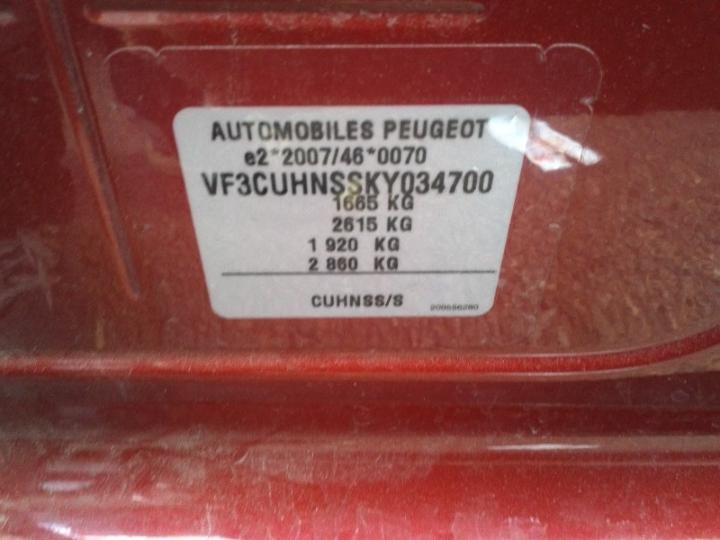 AUTOMOBILES PEUGEOT
e2*2007/46*0070
VF3CUHNSSKY034700
1665 KG
2615 KG
1 920 KG
2 860 KG
CUHNSS/S